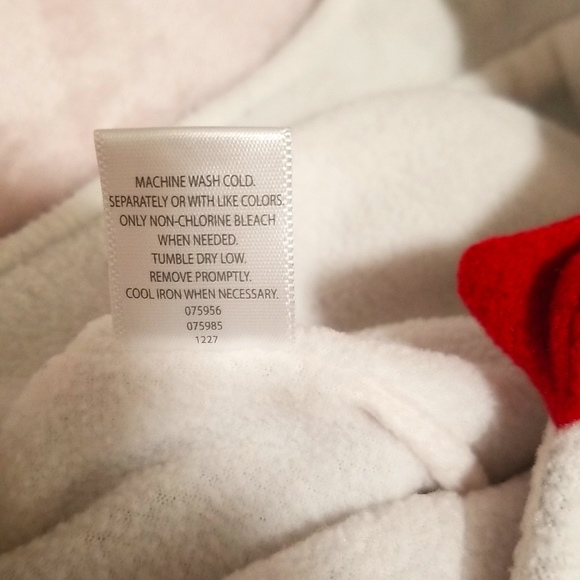 MACHINE WASH COLD.
SEPARATELY OR WITH LIKE COLORS.
ONLY NON-CHLORINE BLEACH
WHEN NEEDED.
TUMBLE DRY LOW.
REMOVE PROMPTLY.
COOL IRON WHEN NECESSARY.
075956
075985
1227